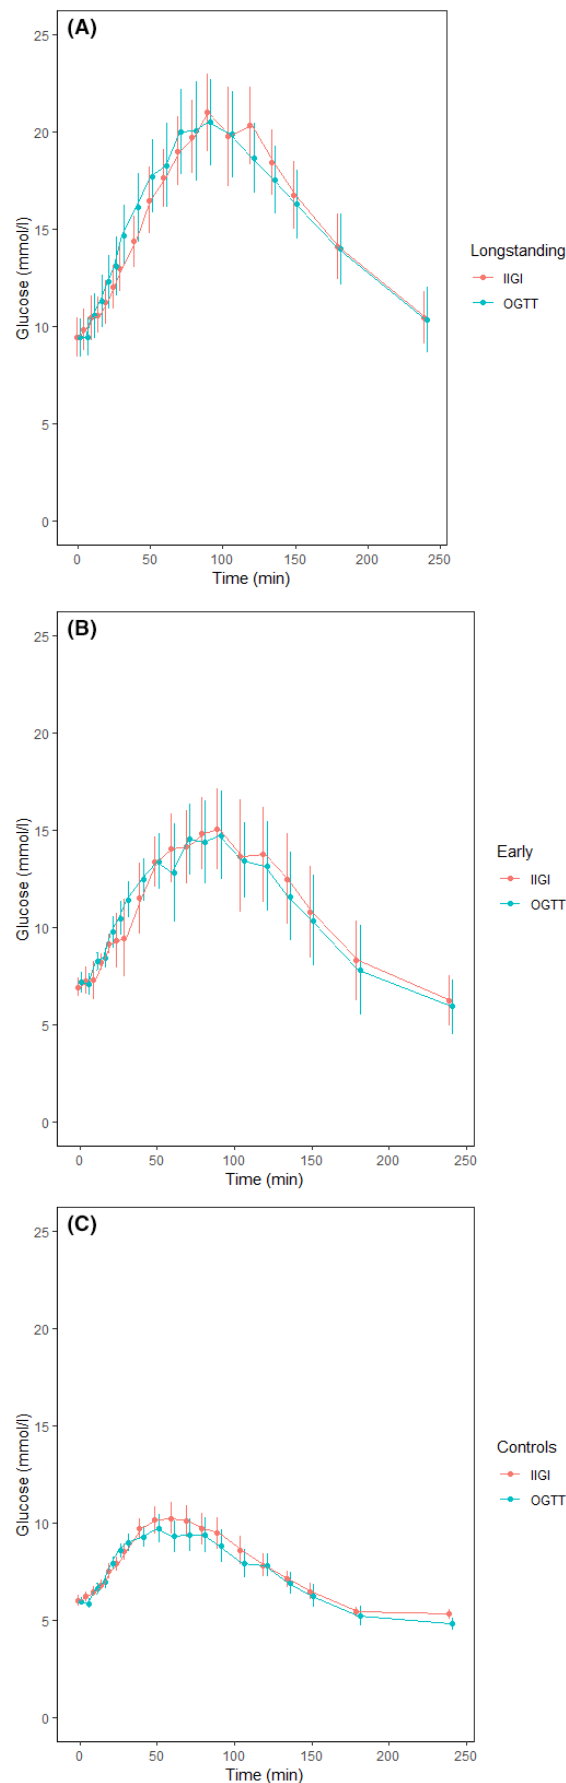 (A)
25
20
15
10
5
0
Glucose (mmol/l)
0 50 100 150 200 250
Time (min)
Longstanding
IIGI
OGTT
(B)
25
20
15
10
5
0
Glucose (mmol/l)
0 50 100 150 200 250
Time (min)
Early
IIGI
OGTT
(C)
25
20
15
10
5
0
Glucose (mmol/l)
0 50 100 150 200 250
Time (min)
Controls
IIGI
OGTT